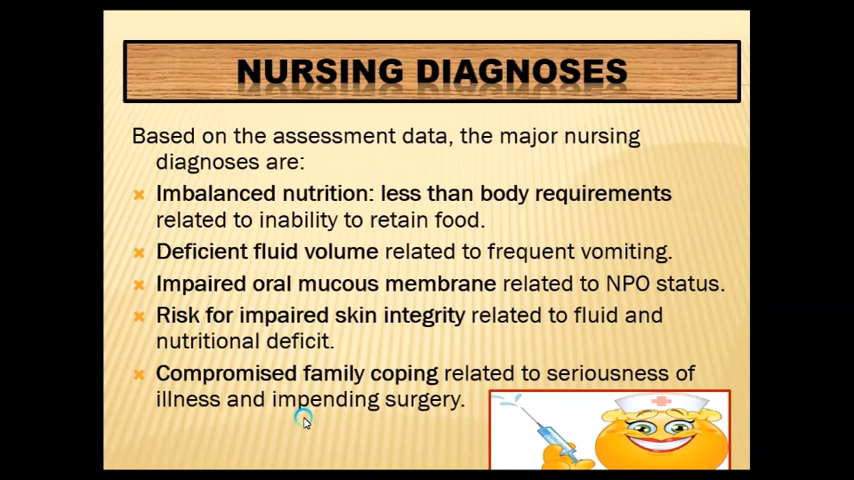 NURSING DIAGNOSES
Based on the assessment data, the major nursing
diagnoses are:
Imbalanced nutrition: less than body requirements
related to inability to retain food.
Deficient fluid volume related to frequent vomiting.
Impaired oral mucous membrane related to NPO status.
Risk for impaired skin integrity related to fluid and
nutritional deficit.
Compromised family coping related to seriousness of
illness and impending surgery.